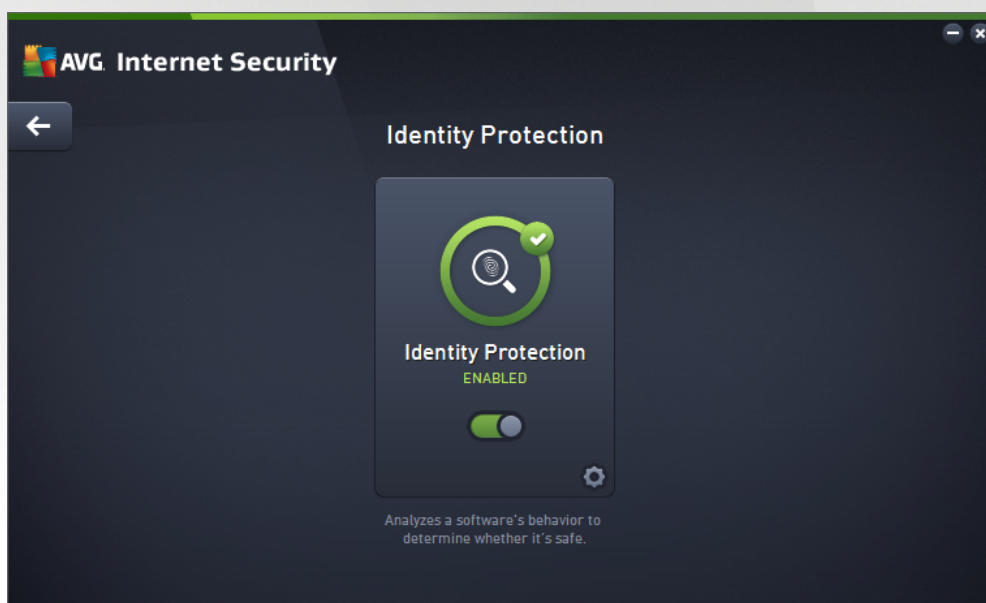 AVG. Internet Security
Identity Protection
Identity Protection
ENABLED
Analyzes a software's behavior to
determine whether it's safe.